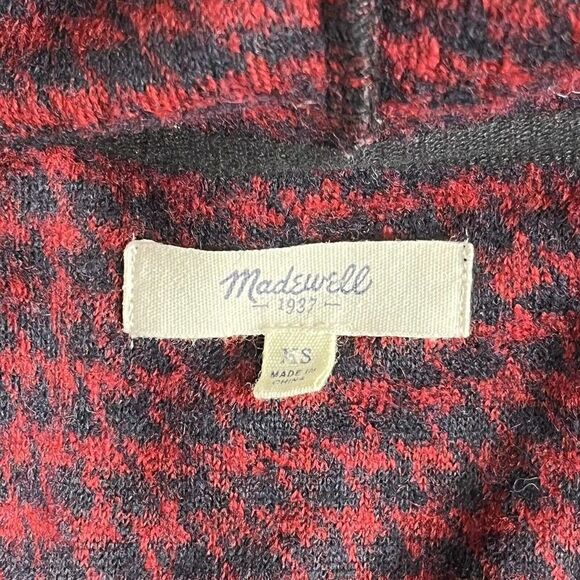 Madewell
— 1937 —
XS
MADE IN
CHINA